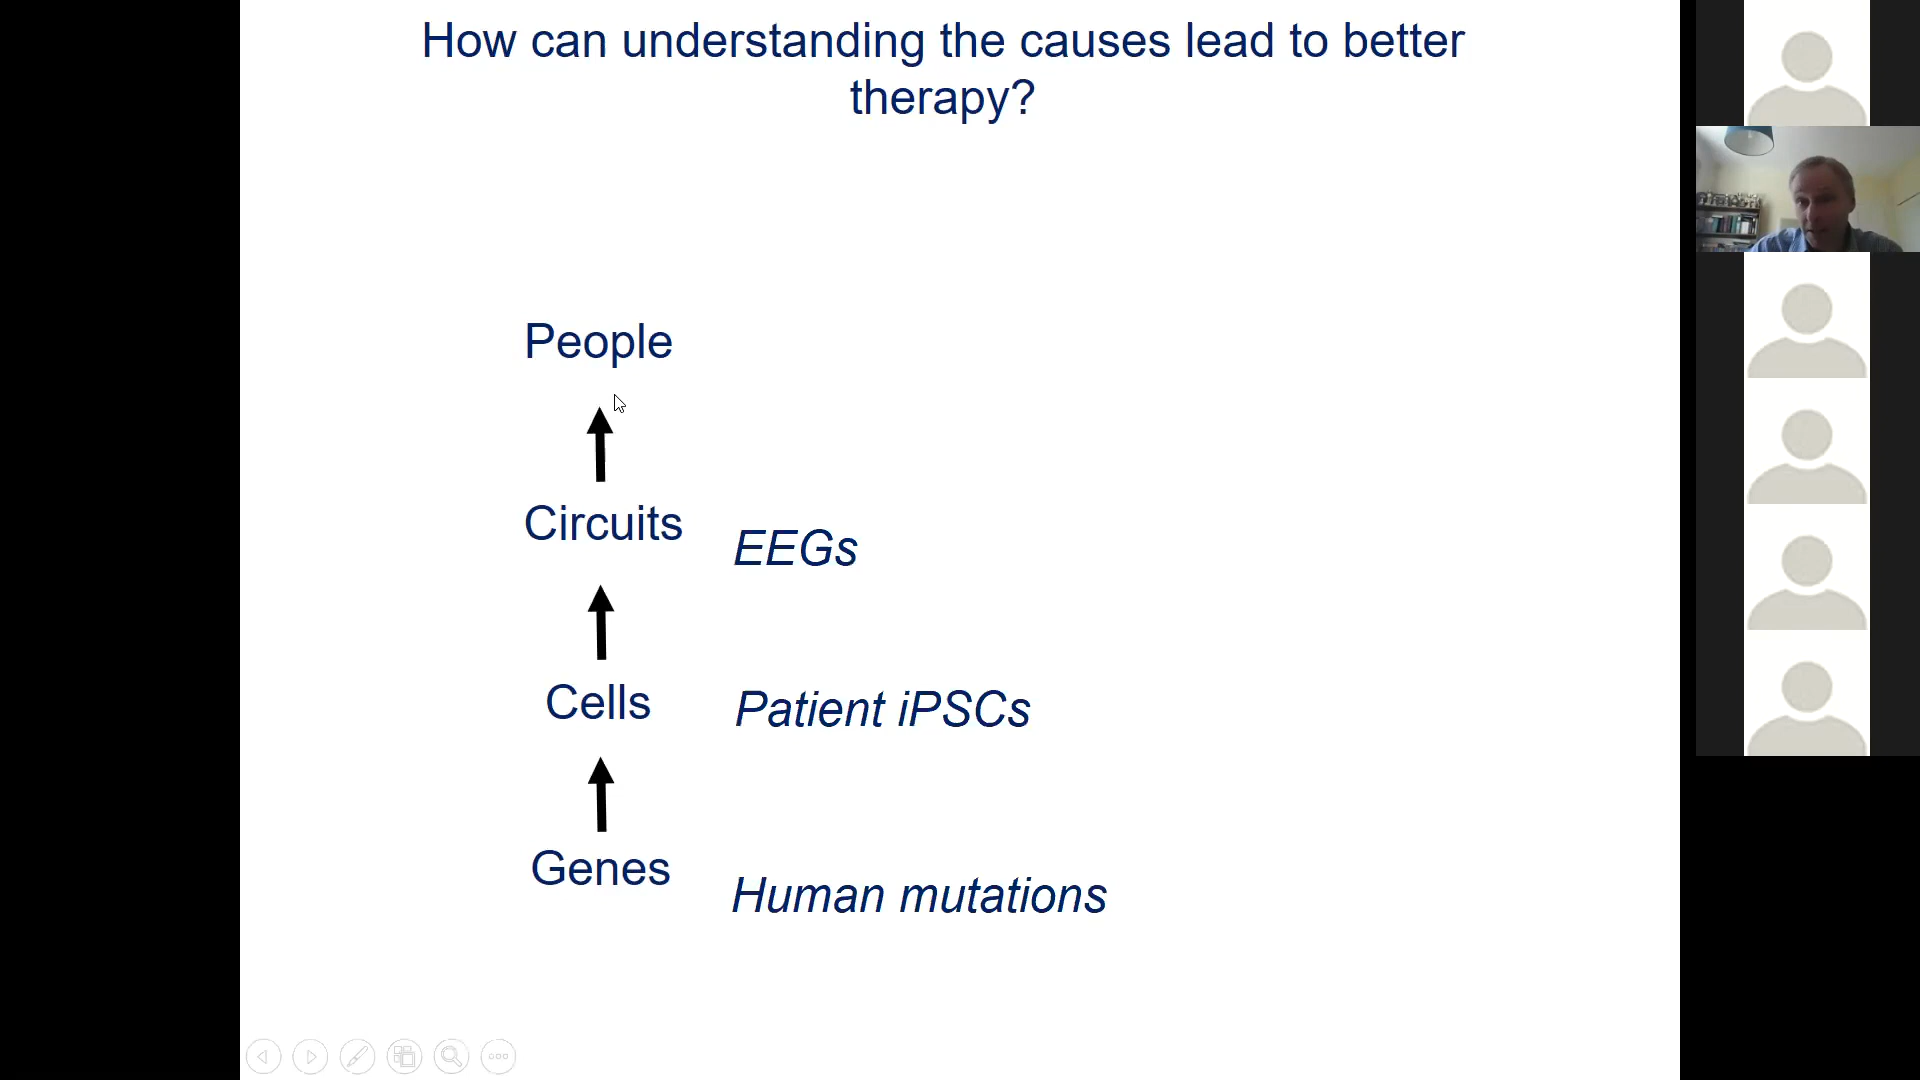 How can understanding the causes lead to better
therapy?
People
Circuits
EEGs
Cells
Patient iPSCs
Genes
Human mutations